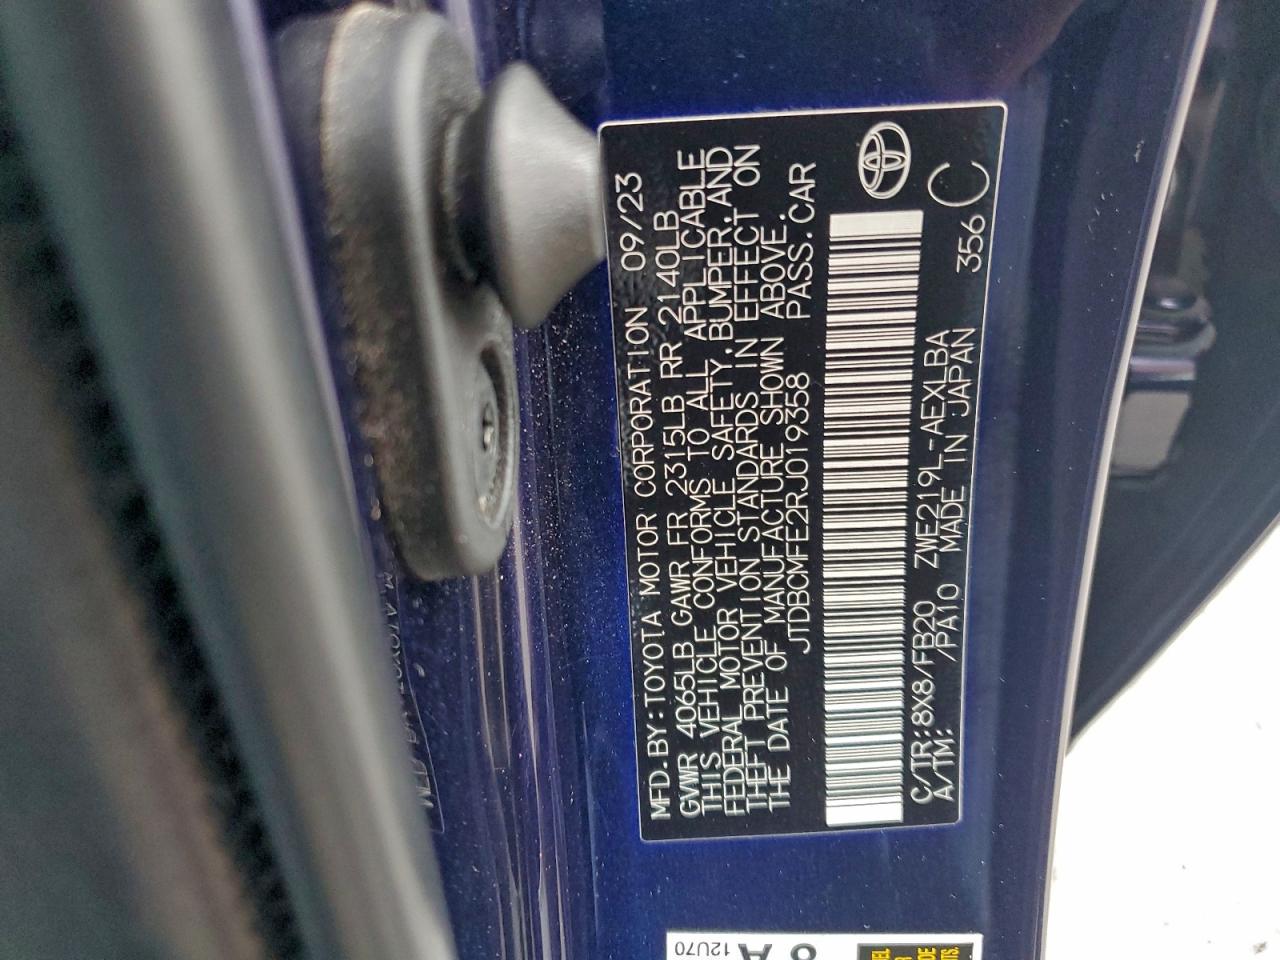 MFD.BY:TOYOTA MOTOR CORPORATION 09/23
GVWR 4065LB GAWR FR 2315LB RR 2140LB
THIS VEHICLE CONFORMS TO ALL APPLICABLE
FEDERAL MOTOR VEHICLE SAFETY,BUMPER,AND
THEFT PREVENTION STANDARDS IN EFFECT ON
THE DATE OF MANUFACTURE SHOWN ABOVE.
JTDBCMFE2RJ019358 PASS.CAR
C/TR:8X8/FB20 ZWE219L-AEXLBA
A/TM: /PA10 MADE IN JAPAN 356 C
12U70